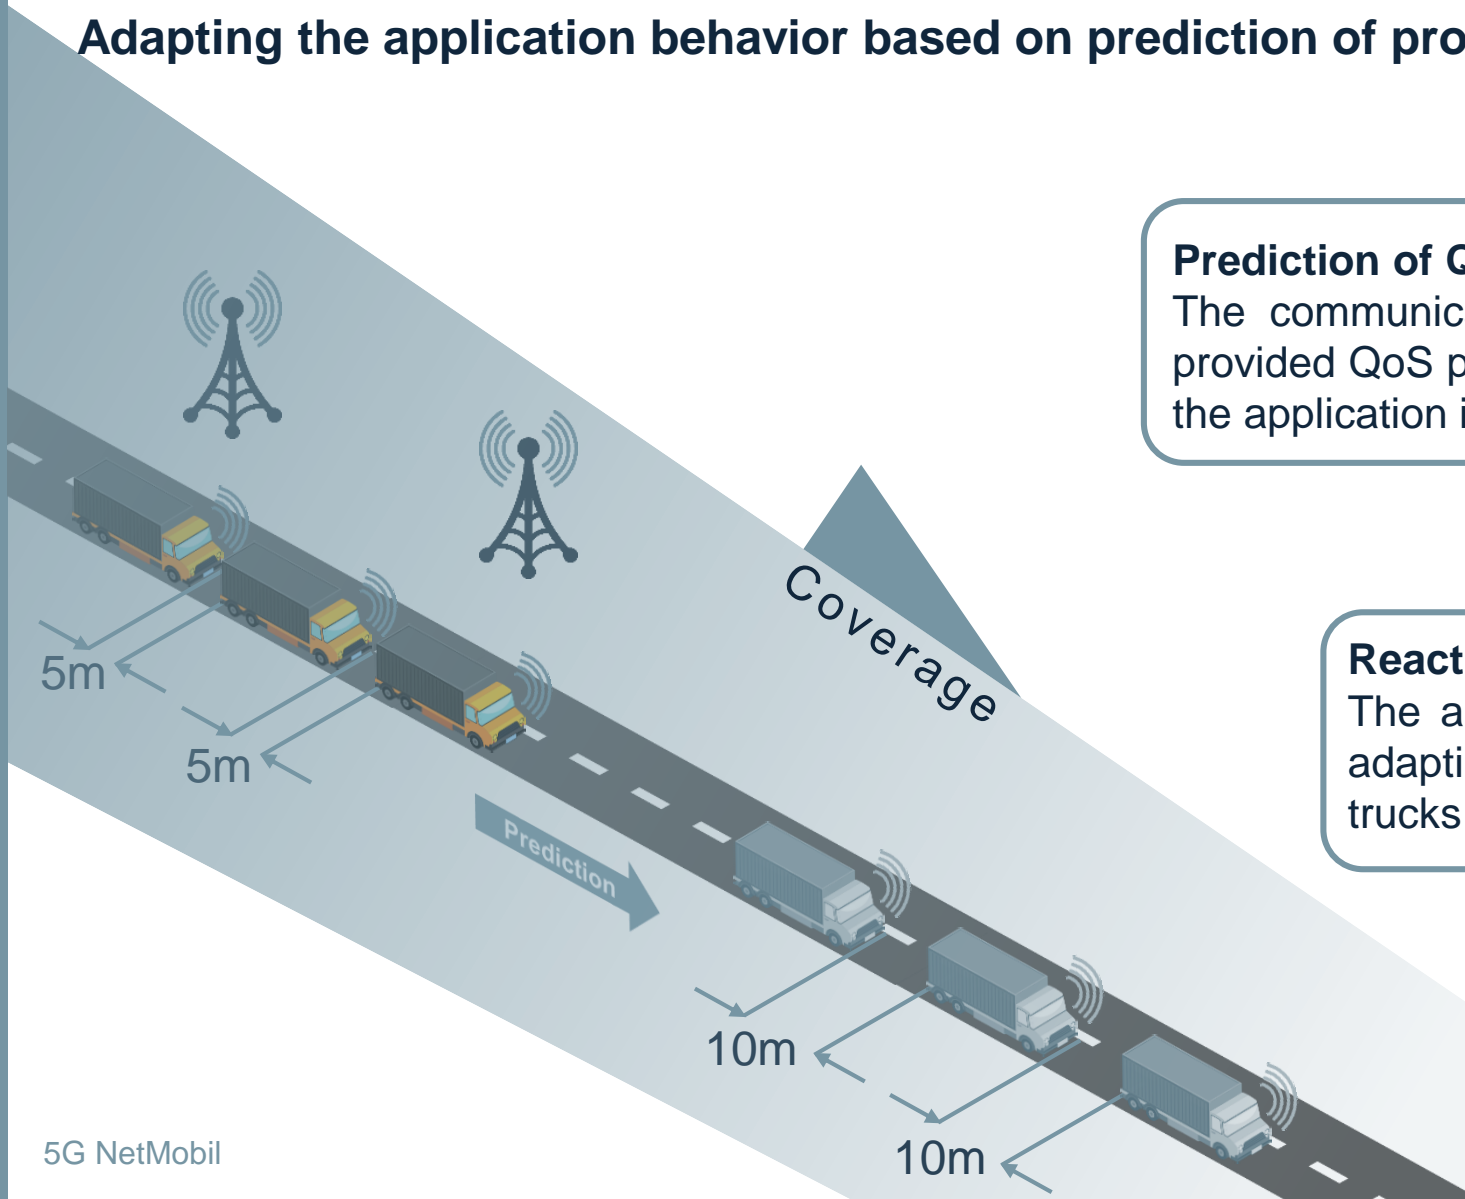 Adapting the application behavior based on prediction of
Prediction of
The communic
provided QoS
the application
React
The
adapti
trucks
Coverage
5m
5m
Prediction
10m
10m
5G NetMobil